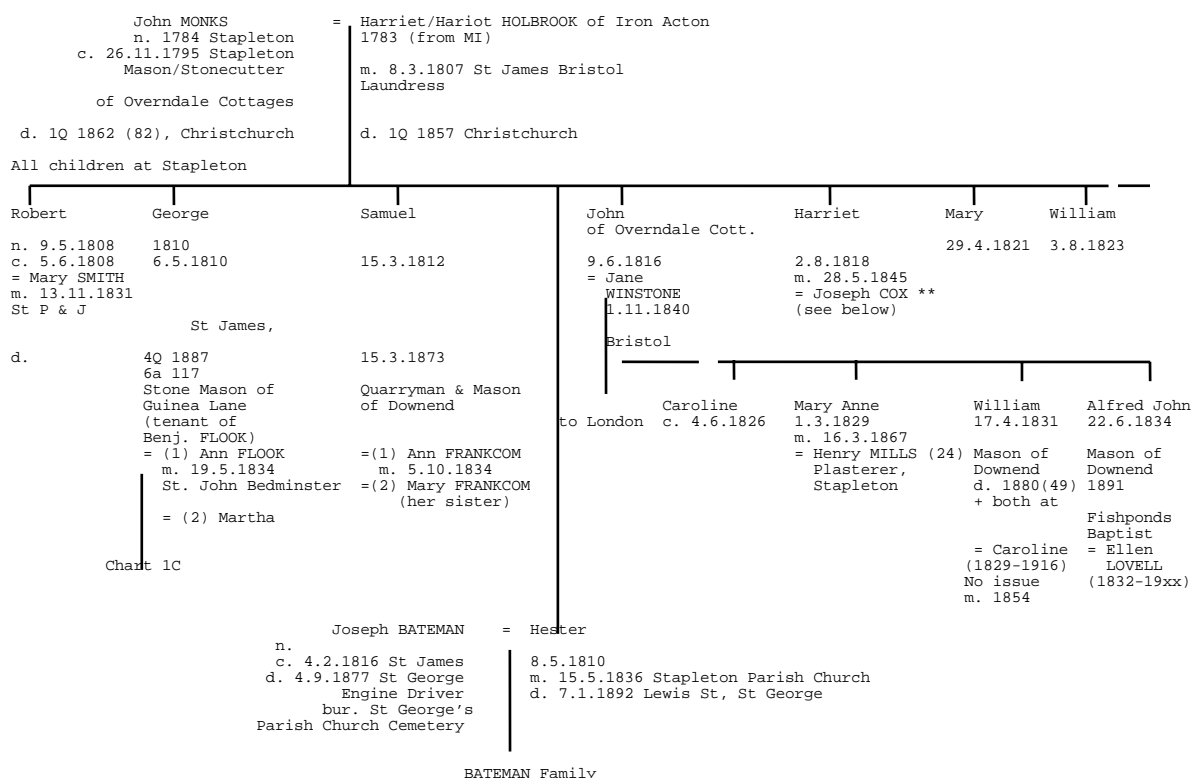 John MONKS = Harriet/Hariot HOLBROOK of Iron Acton
n. 1784 Stapleton 1783 (from MI)
c. 26.11.1795 Stapleton
Mason/Stonecutter m. 8.3.1807 St James Bristol
Laundress
of Overndale Cottages
d. 1Q 1862 (82), Christchurch d. 1Q 1857 Christchurch
All children at Stapleton
Robert George Samuel John Harriet Mary William
of Overndale Cott.
n. 9.5.1808 1810 29.4.1821 3.8.1823
c. 5.6.1808 6.5.1810 15.3.1812 9.6.1816 2.8.1818
= Mary SMITH = Jane m. 28.5.1845
m. 13.11.1831 WINSTONE = Joseph COX **
St P & J 1.11.1840 (see below)
St James,
Bristol
d. 4Q 1887 15.3.1873
6a 117
Stone Mason of Quarryman & Mason
Guinea Lane of Downend Caroline Mary Anne William Alfred John
(tenant of to London c. 4.6.1826 1.3.1829 17.4.1831 22.6.1834
Benj. FLOOK) m. 16.3.1867
= (1) Ann FLOOK =(1) Ann FRANKCOM = Henry MILLS (24) Mason of Mason of
m. 19.5.1834 m. 5.10.1834 Plasterer, Downend Downend
St. John Bedminster =(2) Mary FRANKCOM Stapleton d. 1880(49) 1891
(her sister) + both at
= (2) Martha Fishponds
Baptist
= Caroline = Ellen
Chart 1C (1829-1916) LOVELL
No issue (1832-19xx)
m. 1854
Joseph BATEMAN = Hester
n.
c. 4.2.1816 St James 8.5.1810
d. 4.9.1877 St George m. 15.5.1836 Stapleton Parish Church
Engine Driver d. 7.1.1892 Lewis St, St George
bur. St George's
Parish Church Cemetery
BATEMAN Family